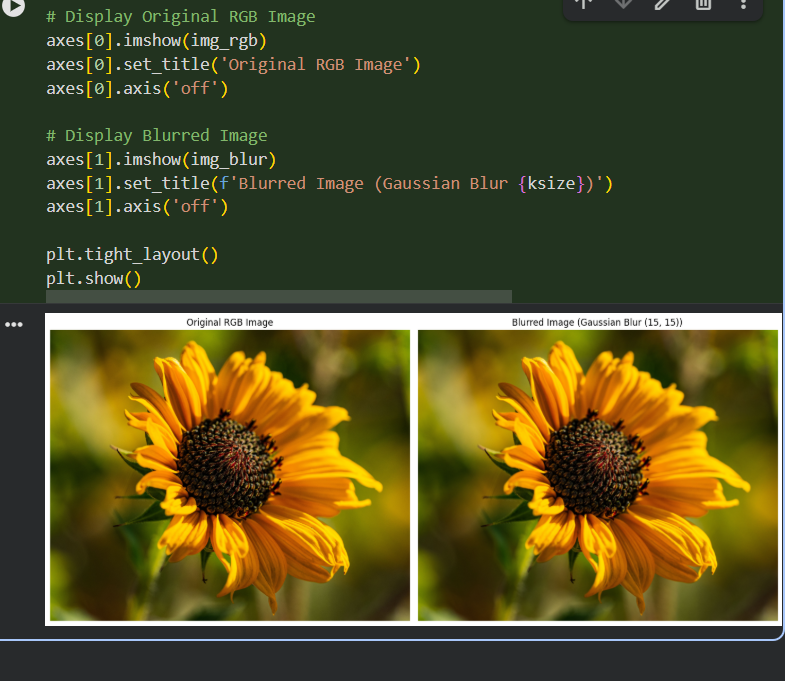 # Display Original RGB Image
axes[0].imshow(img_rgb)
axes[0].set_title('Original RGB Image')
axes[0].axis('off')
# Display Blurred Image
axes[1].imshow(img_blur)
axes[1].set_title(f'Blurred Image (Gaussian Blur {ksize})')
axes[1].axis('off')
plt.tight_layout()
plt.show()
Original RGB Image
Blurred Image (Gaussian Blur (15, 15))